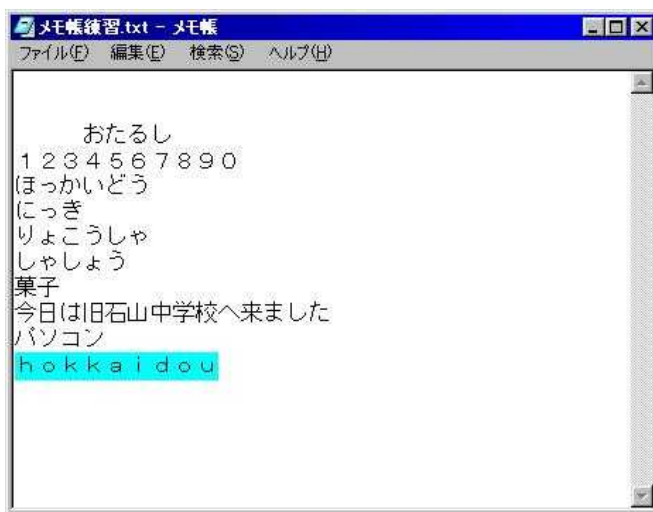 メモ帳練習.txt - メモ帳
ファイル(F) 編集(E) 検索(S) ヘルプ(H)
おたるし
１２３４５６７８９０
ほっかいどう
にっき
りょこうしゃ
しゃしょう
菓子
今日は旧石山中学校へ来ました
パソコン
ｈｏｋｋａｉｄｏｕ